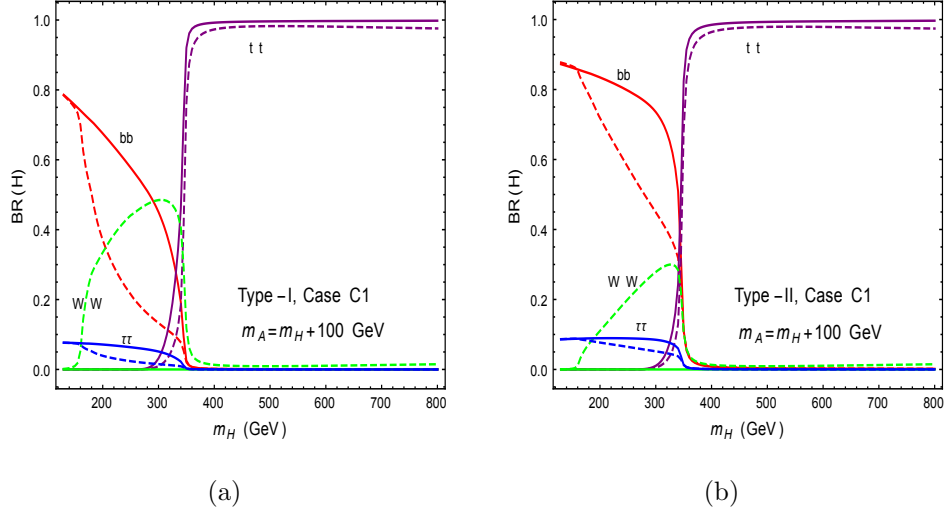 1.0
0.8
0.6
0.4
0.2
0.0
BR(H)
t t
bb
W W
ττ
Type-I, Case C1
m_A=m_H+100 GeV
200 300 400 500 600 700 800
m_H (GeV)
(a)
1.0
0.8
0.6
0.4
0.2
0.0
BR(H)
t t
bb
W W
ττ
Type-II, Case C1
m_A=m_H+100 GeV
200 300 400 500 600 700 800
m_H (GeV)
(b)